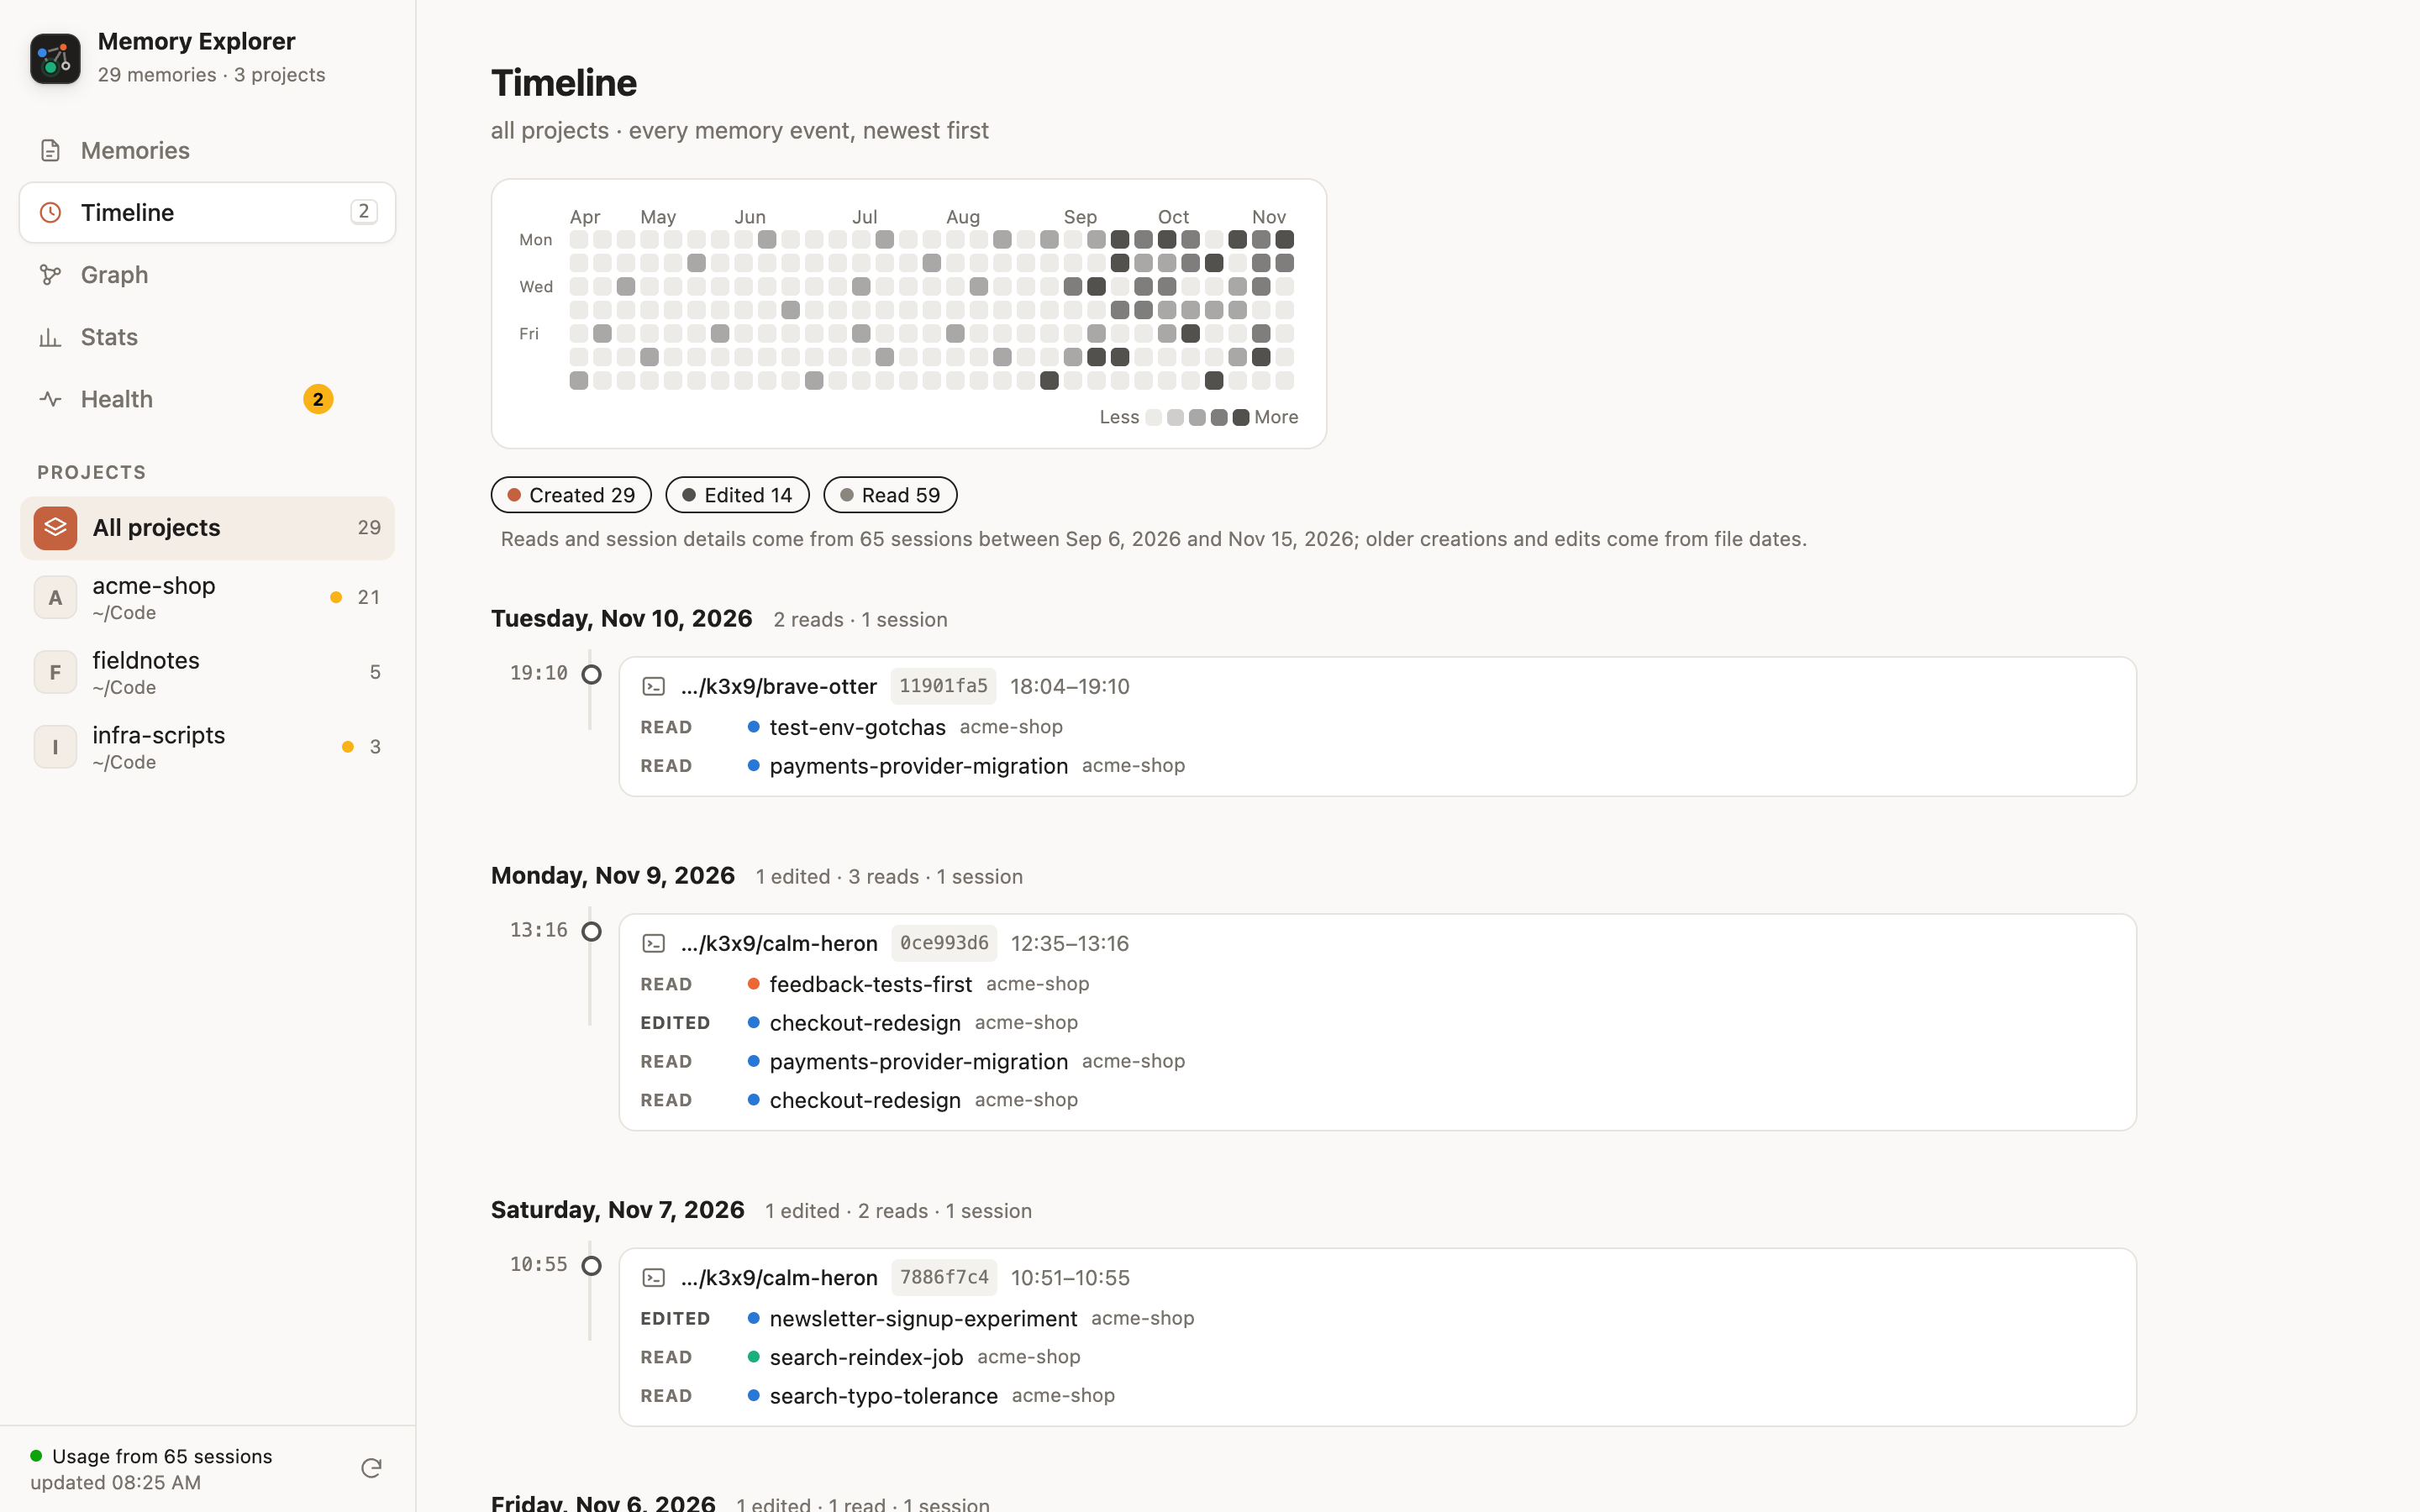 Memory Explorer
29 memories · 3 projects
Memories
Timeline 2
Graph
Stats
Health 2
PROJECTS
All projects 29
A acme-shop 21
~/Code
F fieldnotes 5
~/Code
I infra-scripts 3
~/Code
Usage from 65 sessions
updated 08:25 AM
Timeline
all projects · every memory event, newest first
Apr May Jun Jul Aug Sep Oct Nov
Mon
Wed
Fri
Less More
Created 29 Edited 14 Read 59
Reads and session details come from 65 sessions between Sep 6, 2026 and Nov 15, 2026; older creations and edits come from file dates.
Tuesday, Nov 10, 2026 2 reads · 1 session
19:10 .../k3x9/brave-otter 11901fa5 18:04–19:10
READ test-env-gotchas acme-shop
READ payments-provider-migration acme-shop
Monday, Nov 9, 2026 1 edited · 3 reads · 1 session
13:16 .../k3x9/calm-heron 0ce993d6 12:35–13:16
READ feedback-tests-first acme-shop
EDITED checkout-redesign acme-shop
READ payments-provider-migration acme-shop
READ checkout-redesign acme-shop
Saturday, Nov 7, 2026 1 edited · 2 reads · 1 session
10:55 .../k3x9/calm-heron 7886f7c4 10:51–10:55
EDITED newsletter-signup-experiment acme-shop
READ search-reindex-job acme-shop
READ search-typo-tolerance acme-shop
Friday, Nov 6, 2026 1 edited · 1 read · 1 session